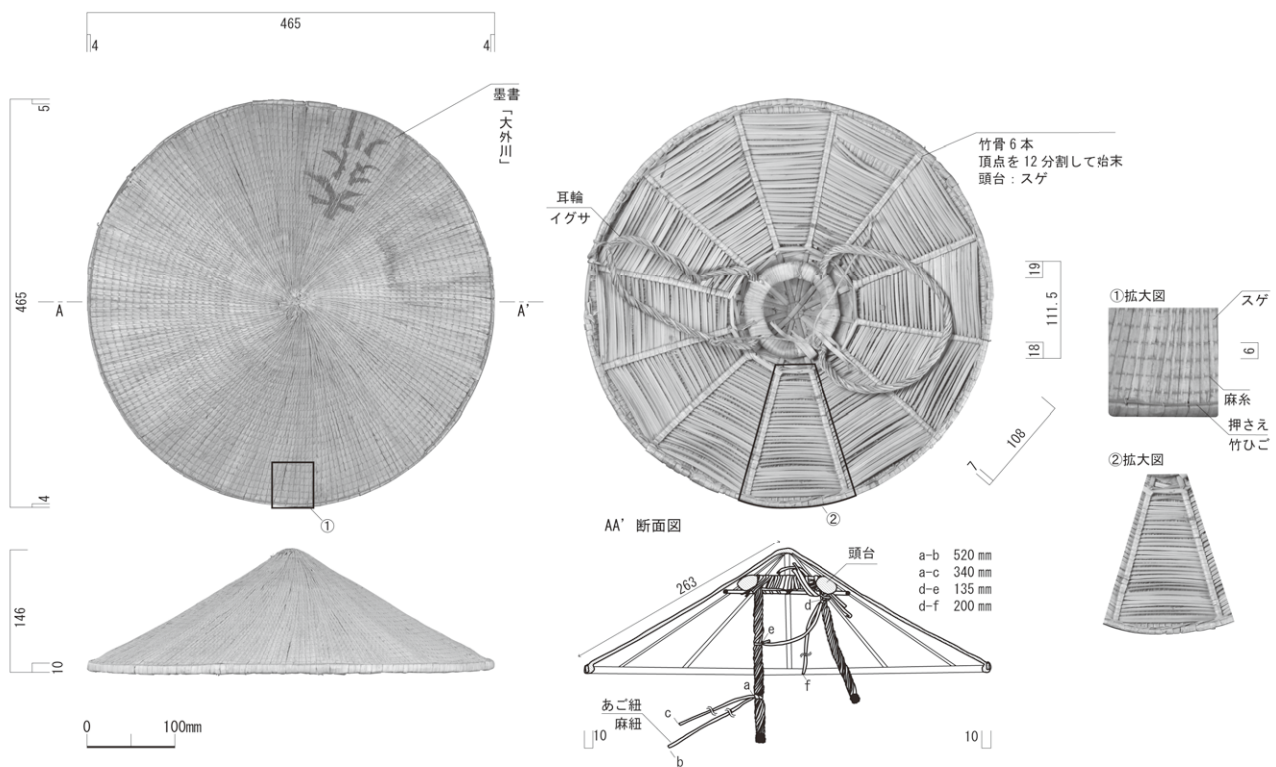 465
4
4
5
墨書
「大外川」
大外川
465
A
A'
4
①
竹骨6本
頂点を12分割して始末
頭台：スゲ
耳輪
イグサ
19
111.5
18
108
7
②
①拡大図
スゲ
6
麻糸
押さえ
竹ひご
②拡大図
146
10
0
100mm
AA' 断面図
頭台
263
a-b 520 mm
a-c 340 mm
d-e 135 mm
d-f 200 mm
d
e
f
a
c
b
あご紐
麻紐
10
10